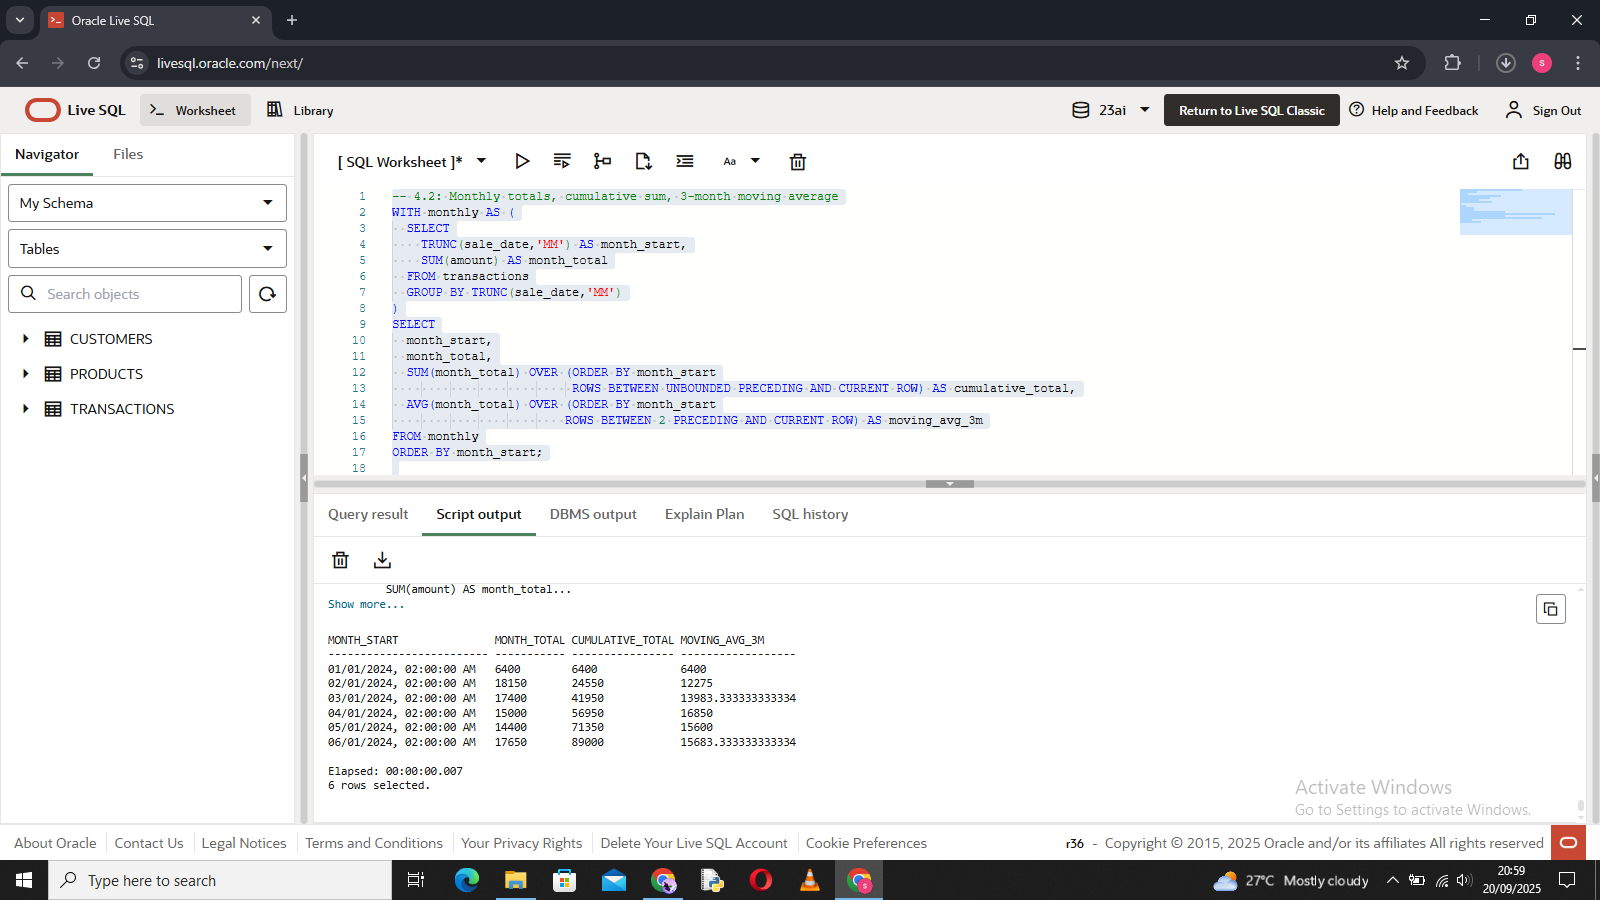 Oracle Live SQL
livesql.oracle.com/next/
S
Live SQL
Worksheet
Library
23ai
Return to Live SQL Classic
Help and Feedback
Sign Out
Navigator
Files
My Schema
Tables
Search objects
CUSTOMERS
PRODUCTS
TRANSACTIONS
[ SQL Worksheet ]*
Aa
1 -- 4.2: Monthly totals, cumulative sum, 3-month moving average
2 WITH monthly AS (
3 SELECT
4 TRUNC(sale_date,'MM') AS month_start,
5 SUM(amount) AS month_total
6 FROM transactions
7 GROUP BY TRUNC(sale_date,'MM')
8 )
9 SELECT
10 month_start,
11 month_total,
12 SUM(month_total) OVER (ORDER BY month_start
13 ROWS BETWEEN UNBOUNDED PRECEDING AND CURRENT ROW) AS cumulative_total,
14 AVG(month_total) OVER (ORDER BY month_start
15 ROWS BETWEEN 2 PRECEDING AND CURRENT ROW) AS moving_avg_3m
16 FROM monthly
17 ORDER BY month_start;
18
Query result
Script output
DBMS output
Explain Plan
SQL history
SUM(amount) AS month_total...
Show more...
MONTH_START MONTH_TOTAL CUMULATIVE_TOTAL MOVING_AVG_3M
------------------------- ----------- ---------------- ------------------
01/01/2024, 02:00:00 AM 6400 6400 6400
02/01/2024, 02:00:00 AM 18150 24550 12275
03/01/2024, 02:00:00 AM 17400 41950 13983.333333333334
04/01/2024, 02:00:00 AM 15000 56950 16850
05/01/2024, 02:00:00 AM 14400 71350 15600
06/01/2024, 02:00:00 AM 17650 89000 15683.333333333334
Elapsed: 00:00:00.007
6 rows selected.
Activate Windows
Go to Settings to activate Windows.
About Oracle
Contact Us
Legal Notices
Terms and Conditions
Your Privacy Rights
Delete Your Live SQL Account
Cookie Preferences
r36 - Copyright © 2015, 2025 Oracle and/or its affiliates All rights reserved
Type here to search
27°C Mostly cloudy
20:59
20/09/2025